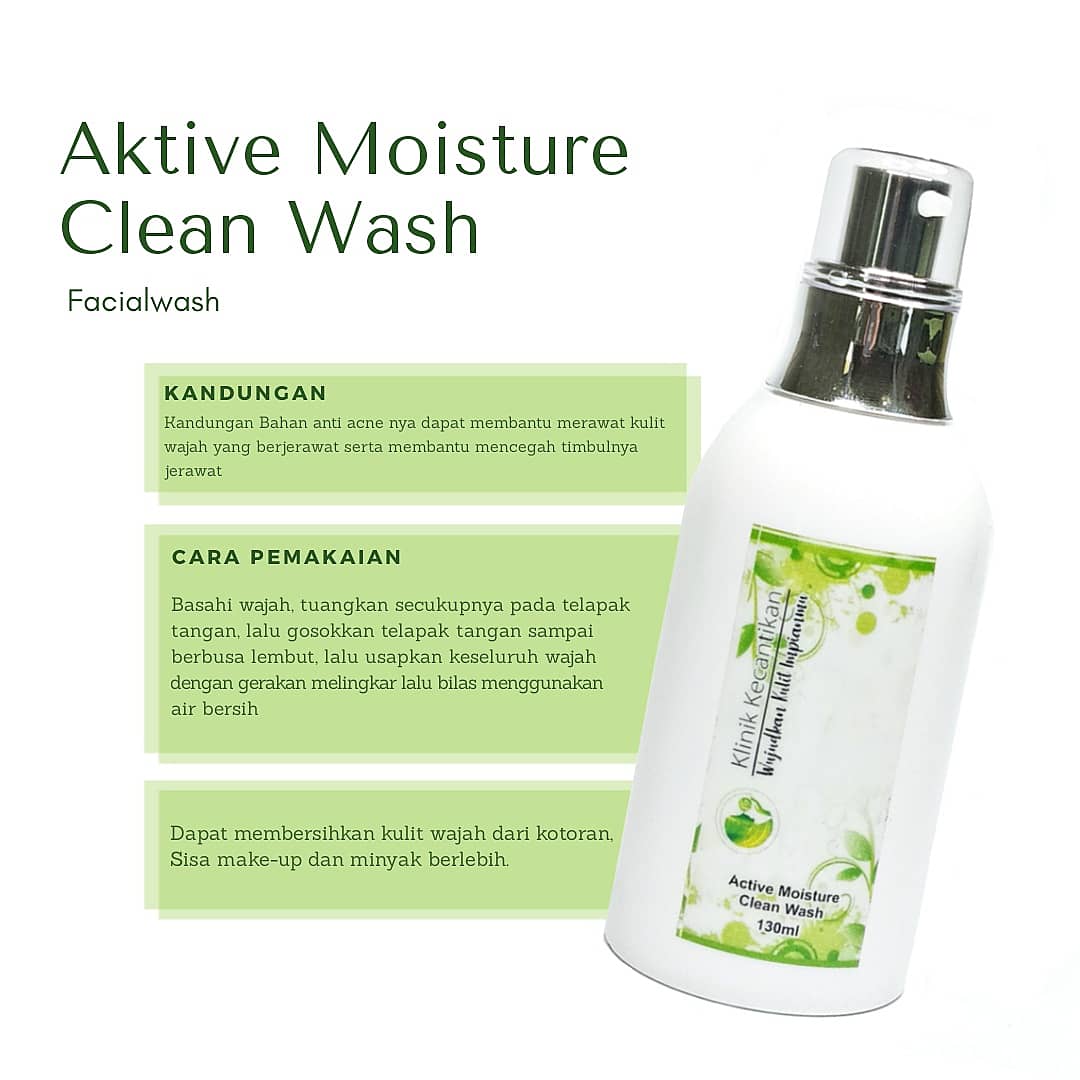 Aktive Moisture
Clean Wash
Facialwash
KANDUNGAN
Kandungan Bahan anti acne nya dapat membantu merawat kulit
wajah yang berjerawat serta membantu mencegah timbulnya
jerawat
CARA PEMAKAIAN
Basahi wajah, tuangkan secukupnya pada telapak
tangan, lalu gosokkan telapak tangan sampai
berbusa lembut, lalu usapkan keseluruh wajah
dengan gerakan melingkar lalu bilas menggunakan
air bersih
Dapat membersihkan kulit wajah dari kotoran,
Sisa make-up dan minyak berlebih.
Klinik Kecantikan
Wujudkan Kulit Impianmu
Active Moisture
Clean Wash
130ml